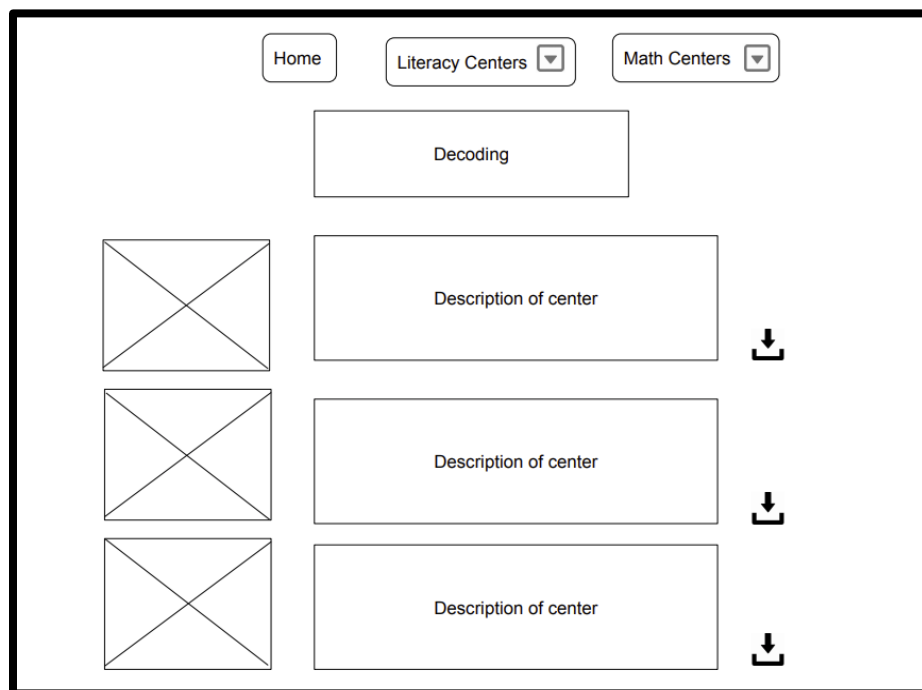 Home
Literacy Centers
Math Centers
Decoding
Description of center
Description of center
Description of center